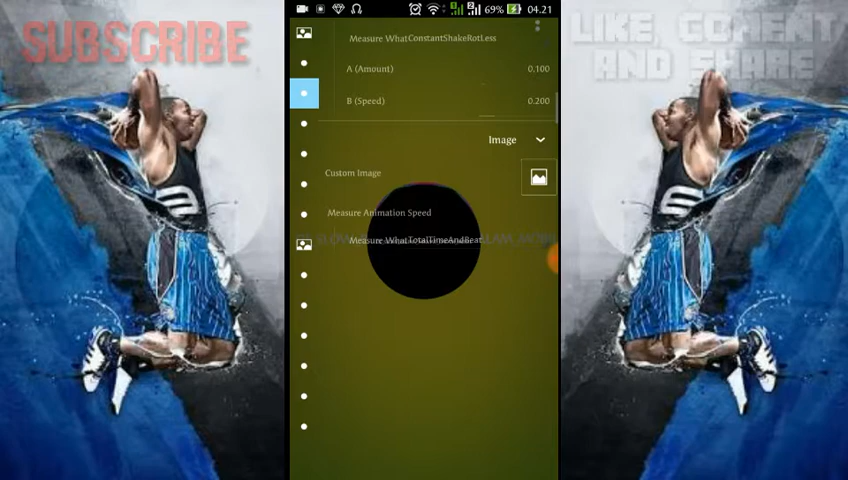 SUBSCRIBE
LIKE, COMENT
AND SHARE
69% 04.21
Measure WhatConstantShakeRotLess
A (Amount) 0,100
B (Speed) 0.200
Image
Custom Image
Measure Animation Speed
Measure WhatTotalTimeAndBeat